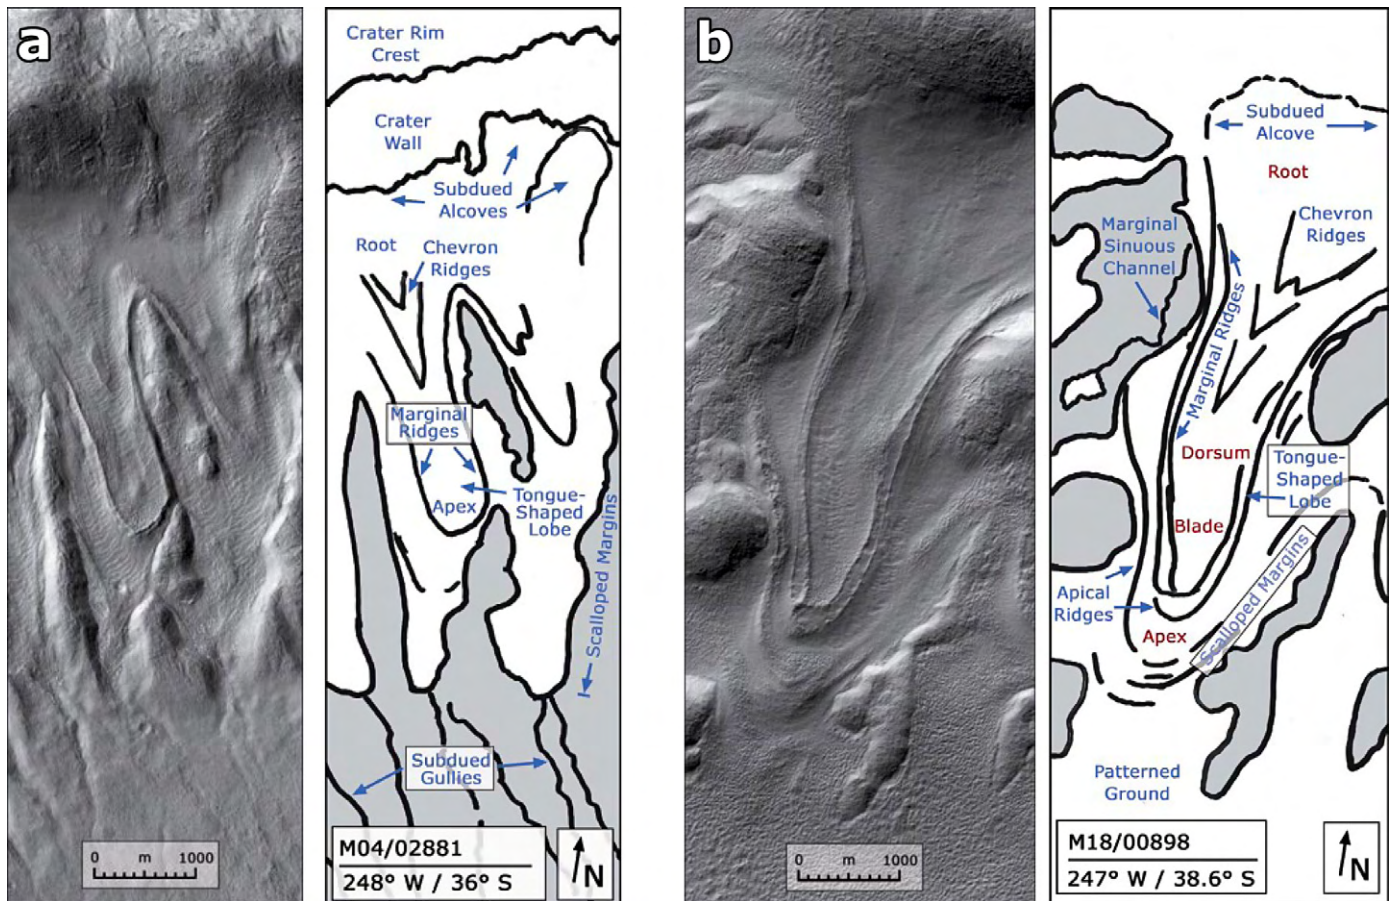 a
Crater Rim
Crest
Crater
Wall
Subdued
Alcoves
Root
Chevron
Ridges
Marginal
Ridges
Apex
Tongue-
Shaped
Lobe
Scalloped Margins
Subdued
Gullies
0 m 1000
M04/02881
248° W / 36° S
N
b
Subdued
Alcove
Root
Chevron
Ridges
Marginal
Sinuous
Channel
Marginal Ridges
Dorsum
Tongue-
Shaped
Lobe
Blade
Scalloped Margins
Apical
Ridges
Apex
Patterned
Ground
0 m 1000
M18/00898
247° W / 38.6° S
N